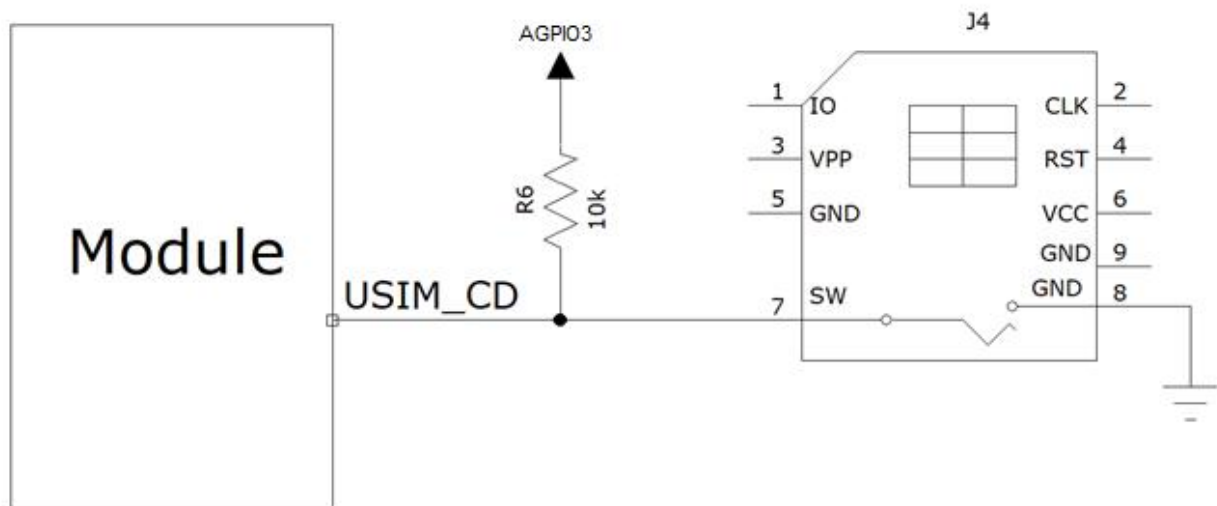 AGPIO3
J4
1
IO
CLK
2
3
VPP
RST
4
R6
10k
5
GND
VCC
6
Module
GND
9
USIM_CD
7
SW
GND
8